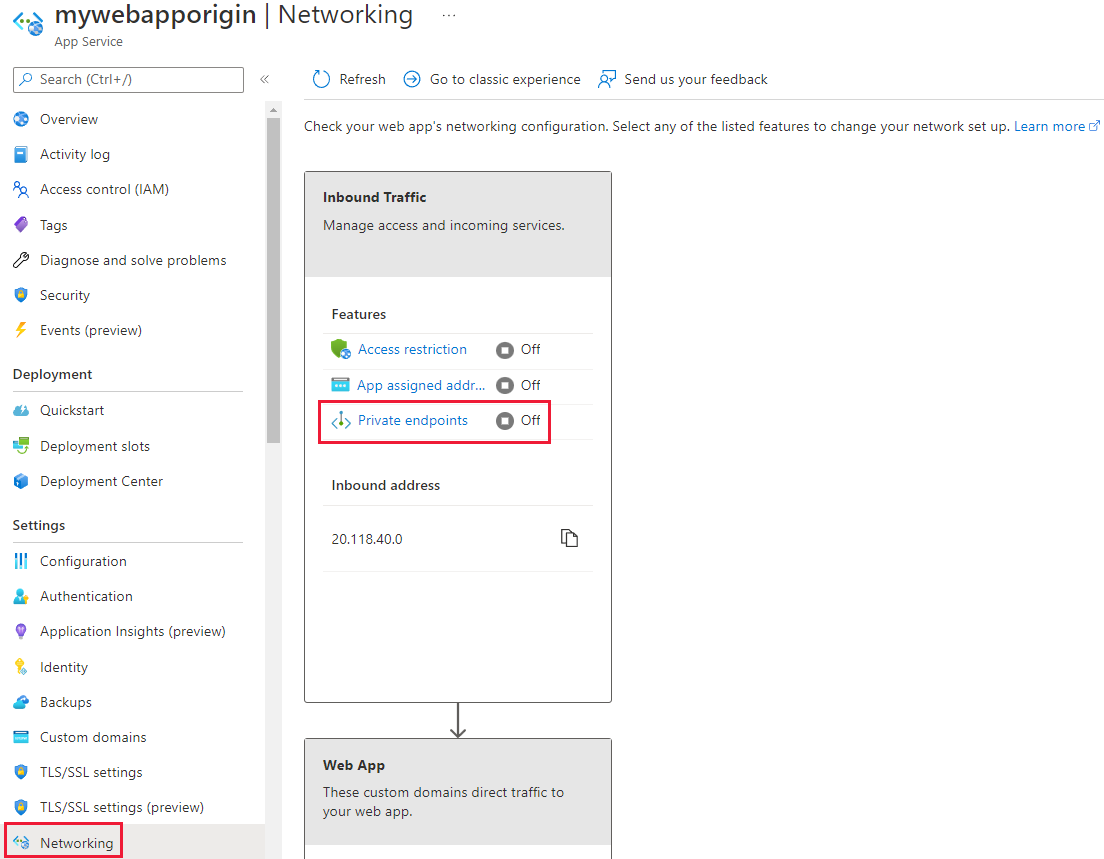 mywebapporigin | Networking ...
App Service
Search (Ctrl+/)
«
Overview
Activity log
Access control (IAM)
Tags
Diagnose and solve problems
Security
Events (preview)
Deployment
Quickstart
Deployment slots
Deployment Center
Settings
Configuration
Authentication
Application Insights (preview)
Identity
Backups
Custom domains
TLS/SSL settings
TLS/SSL settings (preview)
Networking
Refresh Go to classic experience Send us your feedback
Check your web app's networking configuration. Select any of the listed features to change your network set up. Learn more
Inbound Traffic
Manage access and incoming services.
Features
Access restriction Off
App assigned addr... Off
Private endpoints Off
Inbound address
20.118.40.0
Web App
These custom domains direct traffic to
your web app.